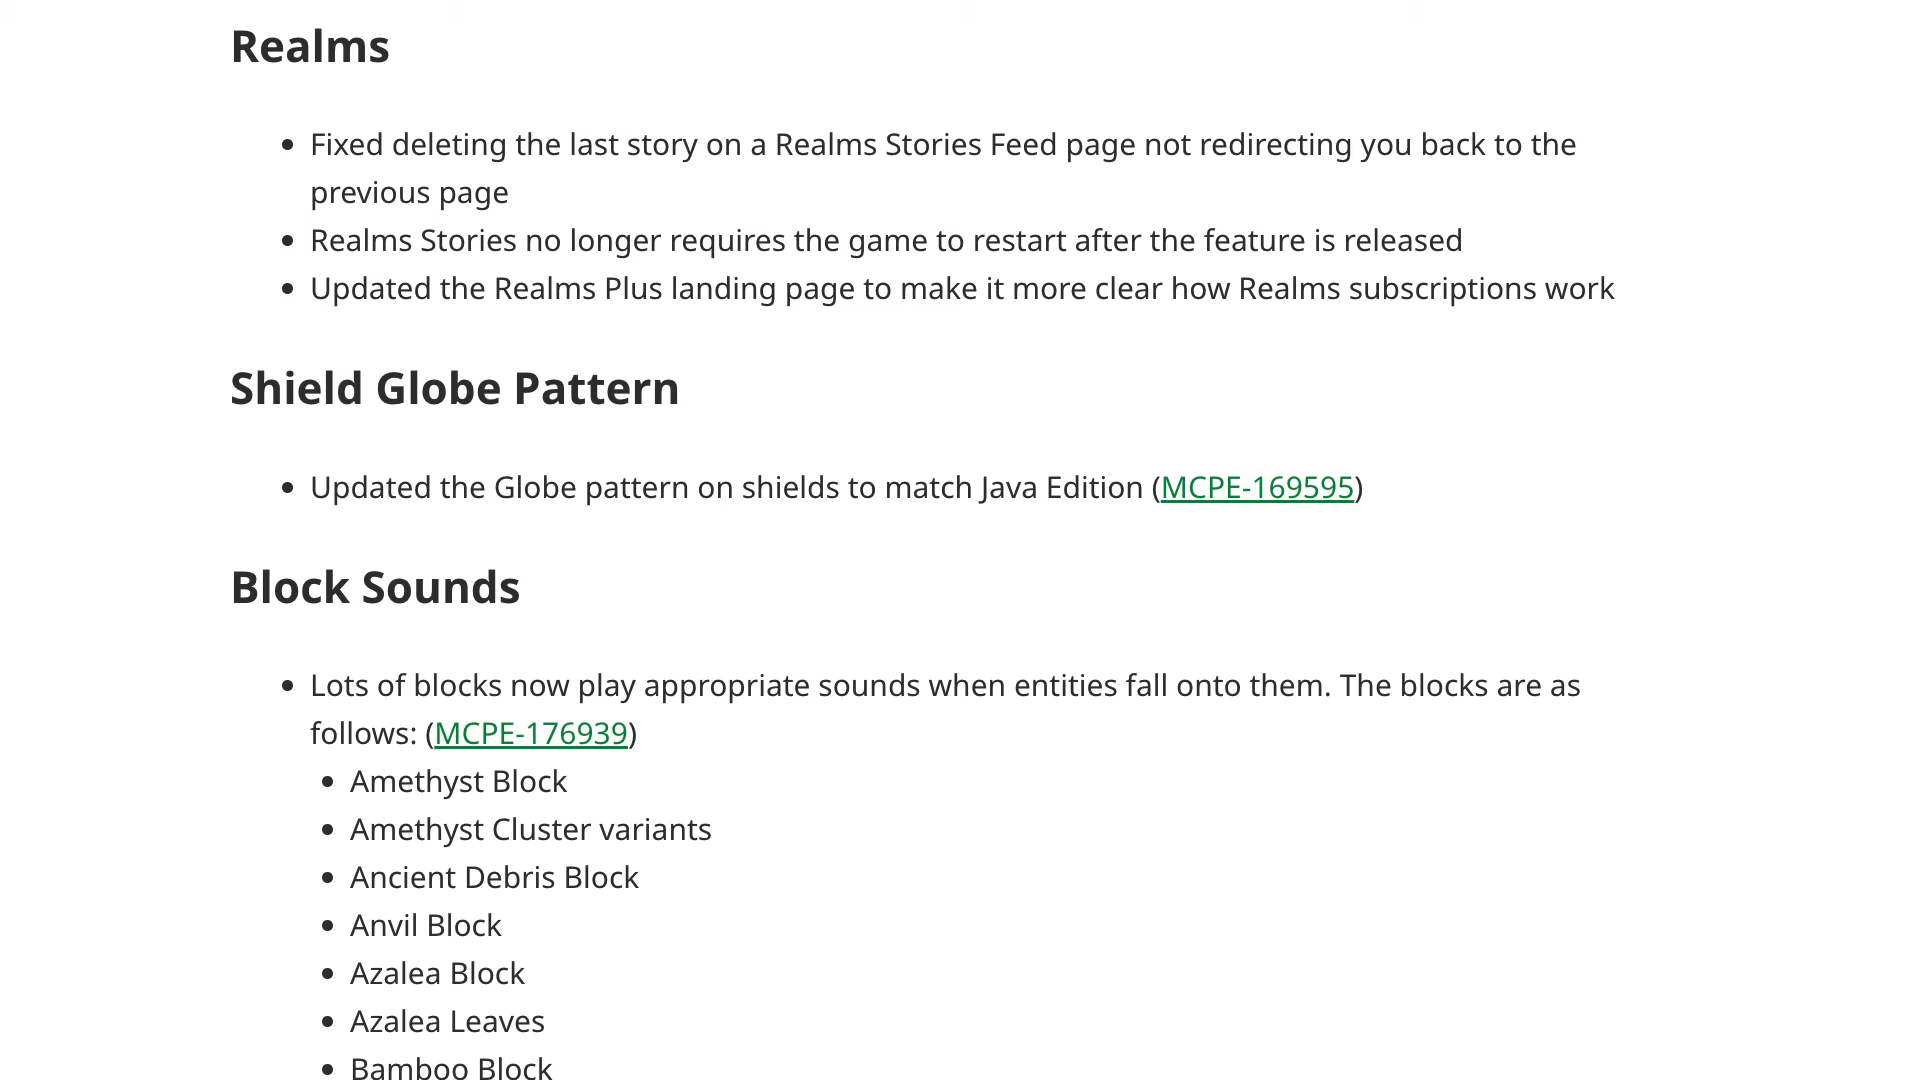 Realms
Fixed deleting the last story on a Realms Stories Feed page not redirecting you back to the
previous page
Realms Stories no longer requires the game to restart after the feature is released
Updated the Realms Plus landing page to make it more clear how Realms subscriptions work
Shield Globe Pattern
Updated the Globe pattern on shields to match Java Edition (MCPE-169595)
Block Sounds
Lots of blocks now play appropriate sounds when entities fall onto them. The blocks are as
follows: (MCPE-176939)
Amethyst Block
Amethyst Cluster variants
Ancient Debris Block
Anvil Block
Azalea Block
Azalea Leaves
Bamboo Block